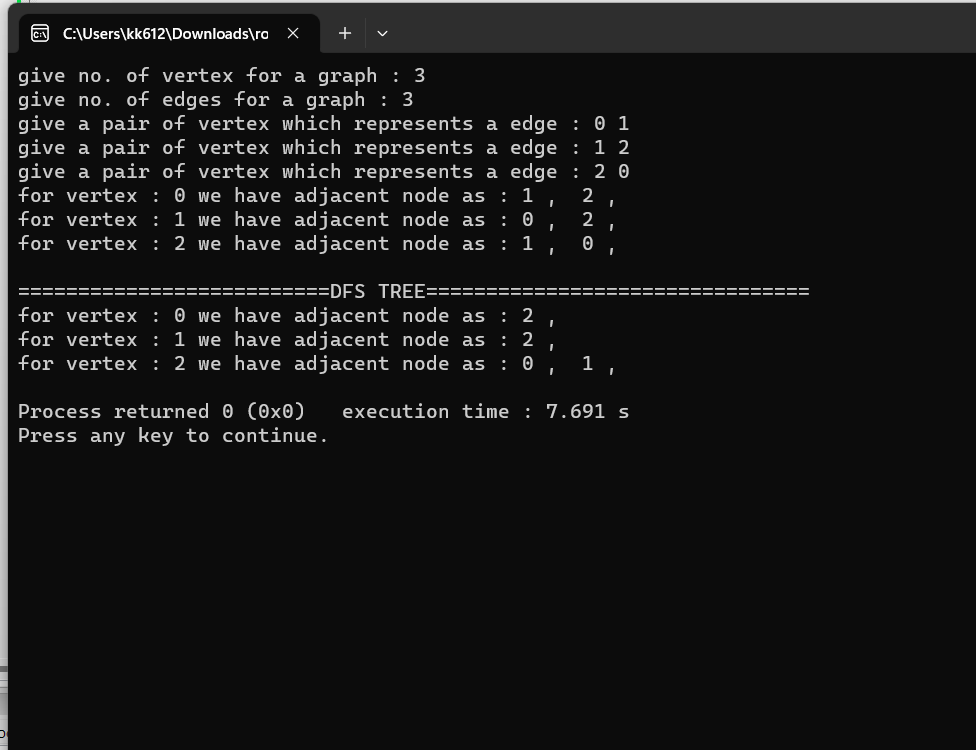 C:\Users\kk612\Downloads\ro
give no. of vertex for a graph : 3
give no. of edges for a graph : 3
give a pair of vertex which represents a edge : 0 1
give a pair of vertex which represents a edge : 1 2
give a pair of vertex which represents a edge : 2 0
for vertex : 0 we have adjacent node as : 1 ,  2 ,
for vertex : 1 we have adjacent node as : 0 ,  2 ,
for vertex : 2 we have adjacent node as : 1 ,  0 ,
==========================DFS TREE================================
for vertex : 0 we have adjacent node as : 2 ,
for vertex : 1 we have adjacent node as : 2 ,
for vertex : 2 we have adjacent node as : 0 ,  1 ,
Process returned 0 (0x0)   execution time : 7.691 s
Press any key to continue.